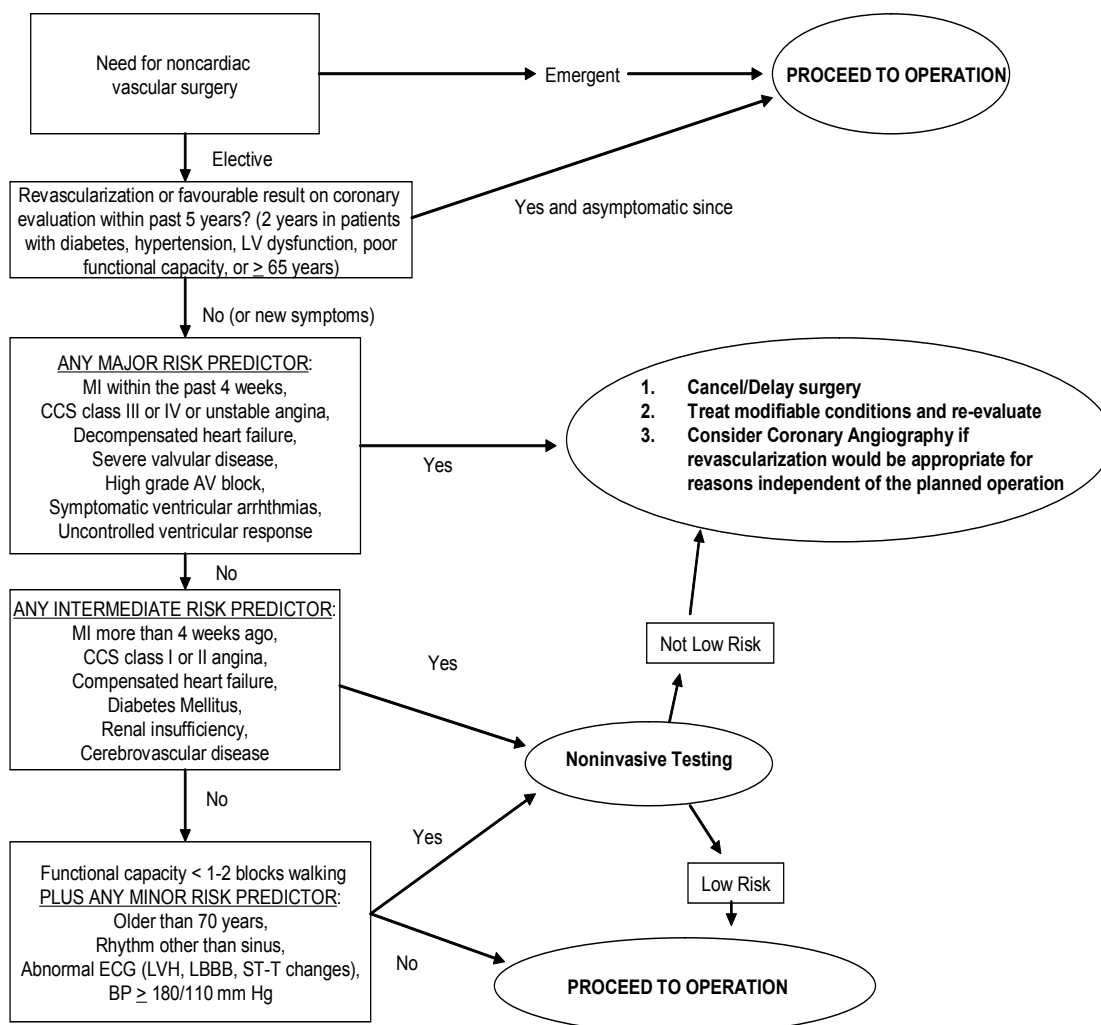 Need for noncardiac
vascular surgery
Emergent
PROCEED TO OPERATION
Elective
Revascularization or favourable result on coronary
evaluation within past 5 years? (2 years in patients
with diabetes, hypertension, LV dysfunction, poor
functional capacity, or ≥ 65 years)
Yes and asymptomatic since
No (or new symptoms)
ANY MAJOR RISK PREDICTOR:
MI within the past 4 weeks,
CCS class III or IV or unstable angina,
Decompensated heart failure,
Severe valvular disease,
High grade AV block,
Symptomatic ventricular arrhthmias,
Uncontrolled ventricular response
Yes
1. Cancel/Delay surgery
2. Treat modifiable conditions and re-evaluate
3. Consider Coronary Angiography if
revascularization would be appropriate for
reasons independent of the planned operation
No
ANY INTERMEDIATE RISK PREDICTOR:
MI more than 4 weeks ago,
CCS class I or II angina,
Compensated heart failure,
Diabetes Mellitus,
Renal insufficiency,
Cerebrovascular disease
Yes
Not Low Risk
Noninvasive Testing
No
Functional capacity < 1-2 blocks walking
PLUS ANY MINOR RISK PREDICTOR:
Older than 70 years,
Rhythm other than sinus,
Abnormal ECG (LVH, LBBB, ST-T changes),
BP ≥ 180/110 mm Hg
Yes
Low Risk
No
PROCEED TO OPERATION